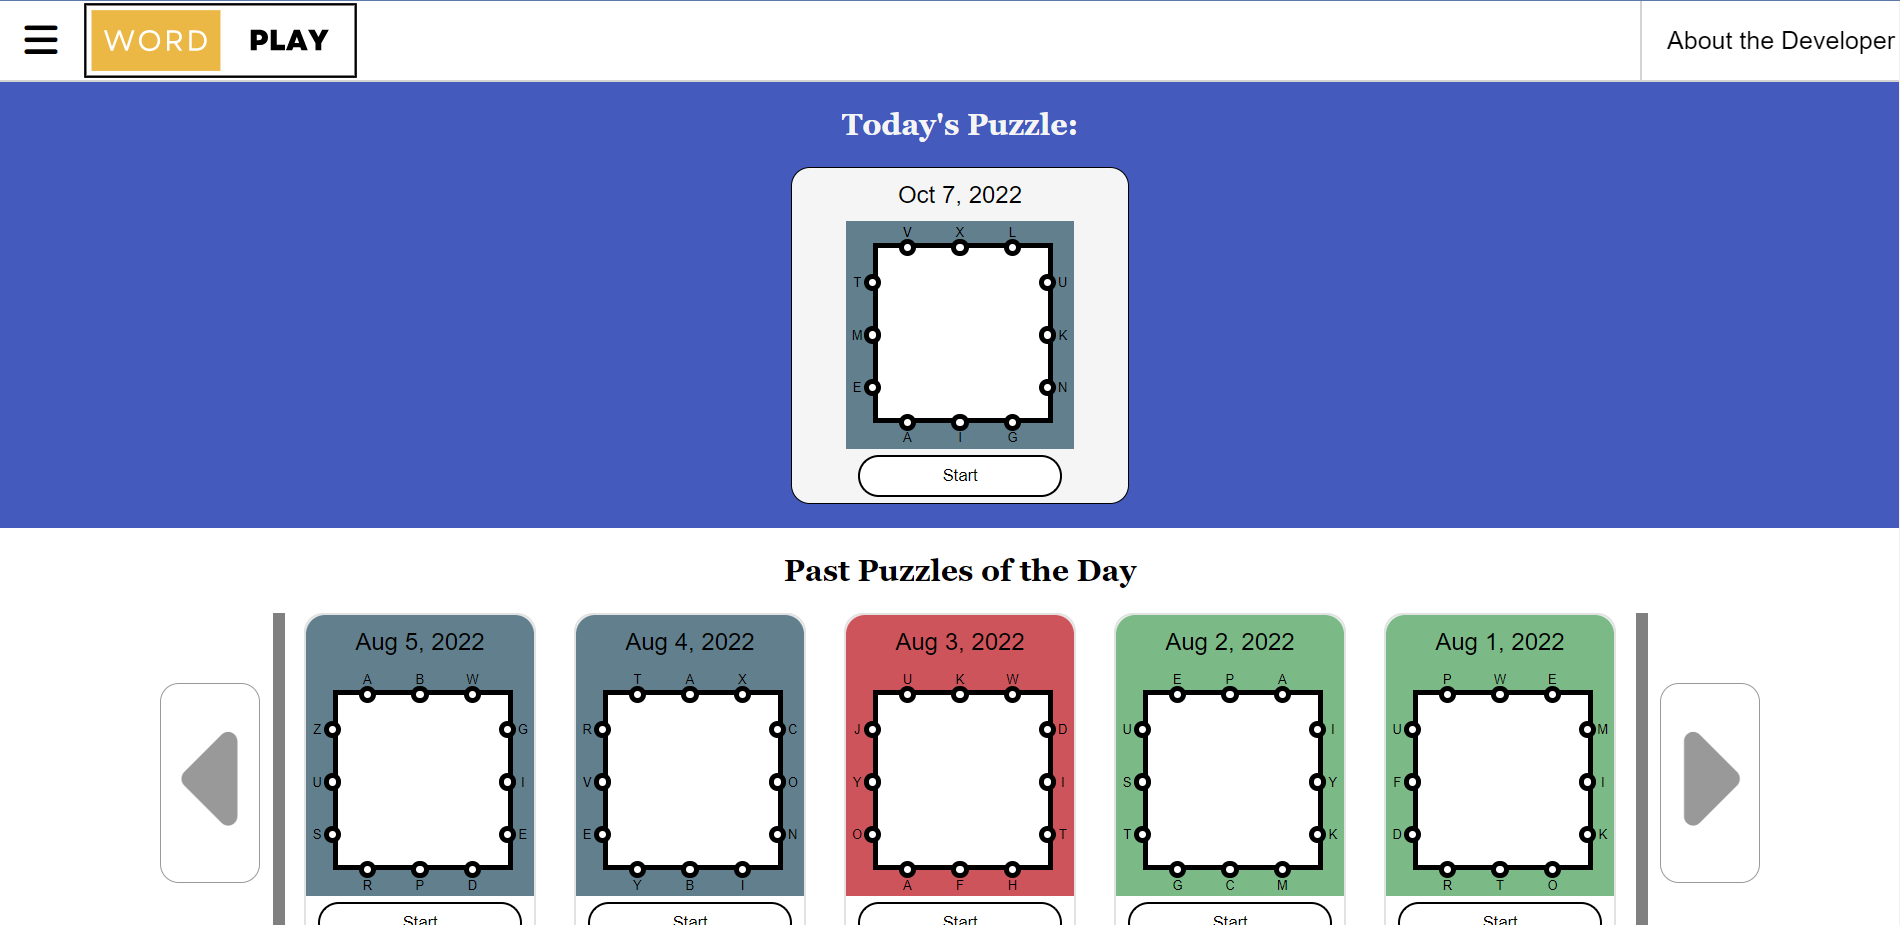 WORD PLAY
About the Developer
Today's Puzzle:
Oct 7, 2022
V X L
T U
M K
E N
A I G
Start
Past Puzzles of the Day
Aug 5, 2022
A B W
Z G
U I
S E
R P D
Start
Aug 4, 2022
T A X
R C
V O
E N
Y B I
Start
Aug 3, 2022
U K W
J D
Y I
O T
A F H
Start
Aug 2, 2022
E P A
U I
S Y
T K
G C M
Start
Aug 1, 2022
P W E
U M
F I
D K
R T O
Start